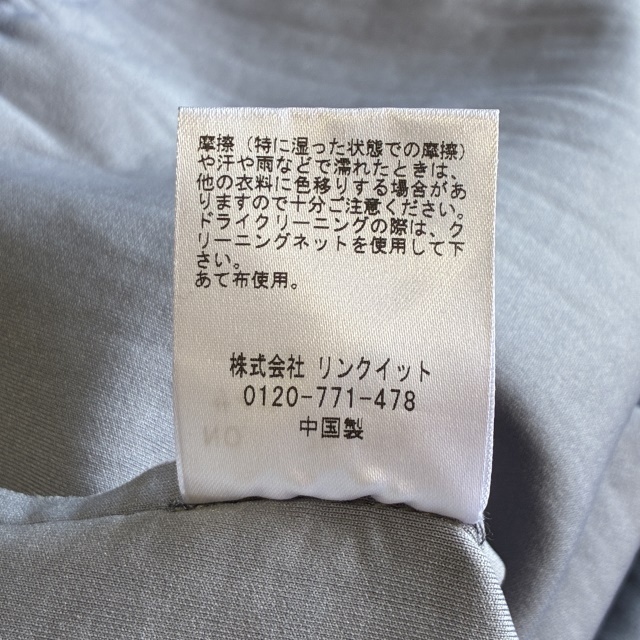 摩擦（特に湿った状態での摩擦）
や汗や雨などで濡れたときは、
他の衣料に色移りする場合があ
りますので十分ご注意ください。
ドライクリーニングの際は、ク
リーニングネットを使用して下
さい。
あて布使用。
株式会社 リンクイット
0120-771-478
中国製